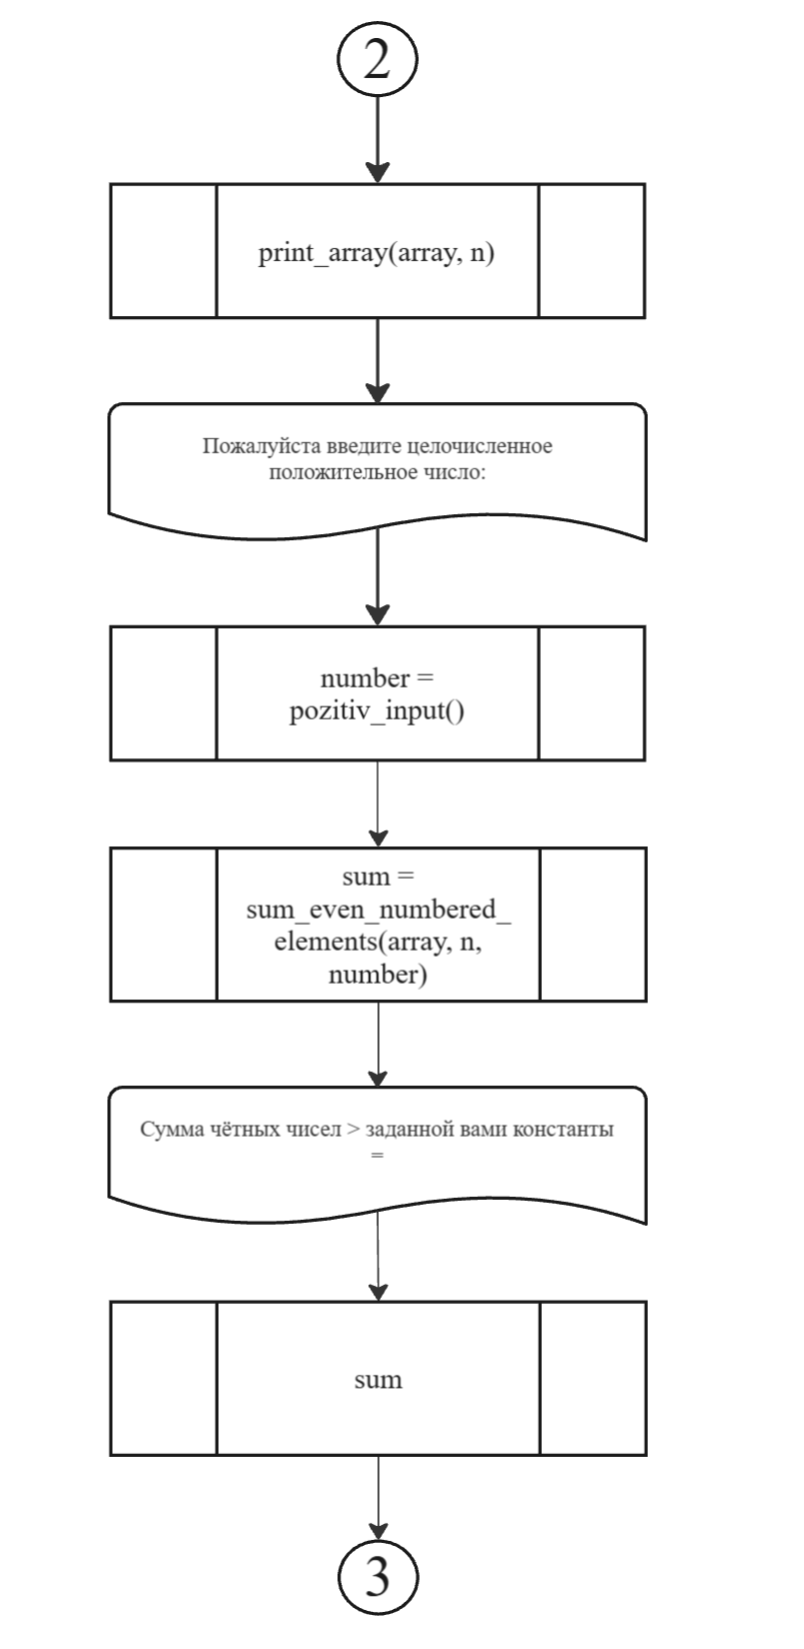 2
print_array(array, n)
Пожалуйста введите целочисленное
положительное число:
number =
pozitiv_input()
sum =
sum_even_numbered_
elements(array, n,
number)
Сумма чётных чисел > заданной вами константы
=
sum
3